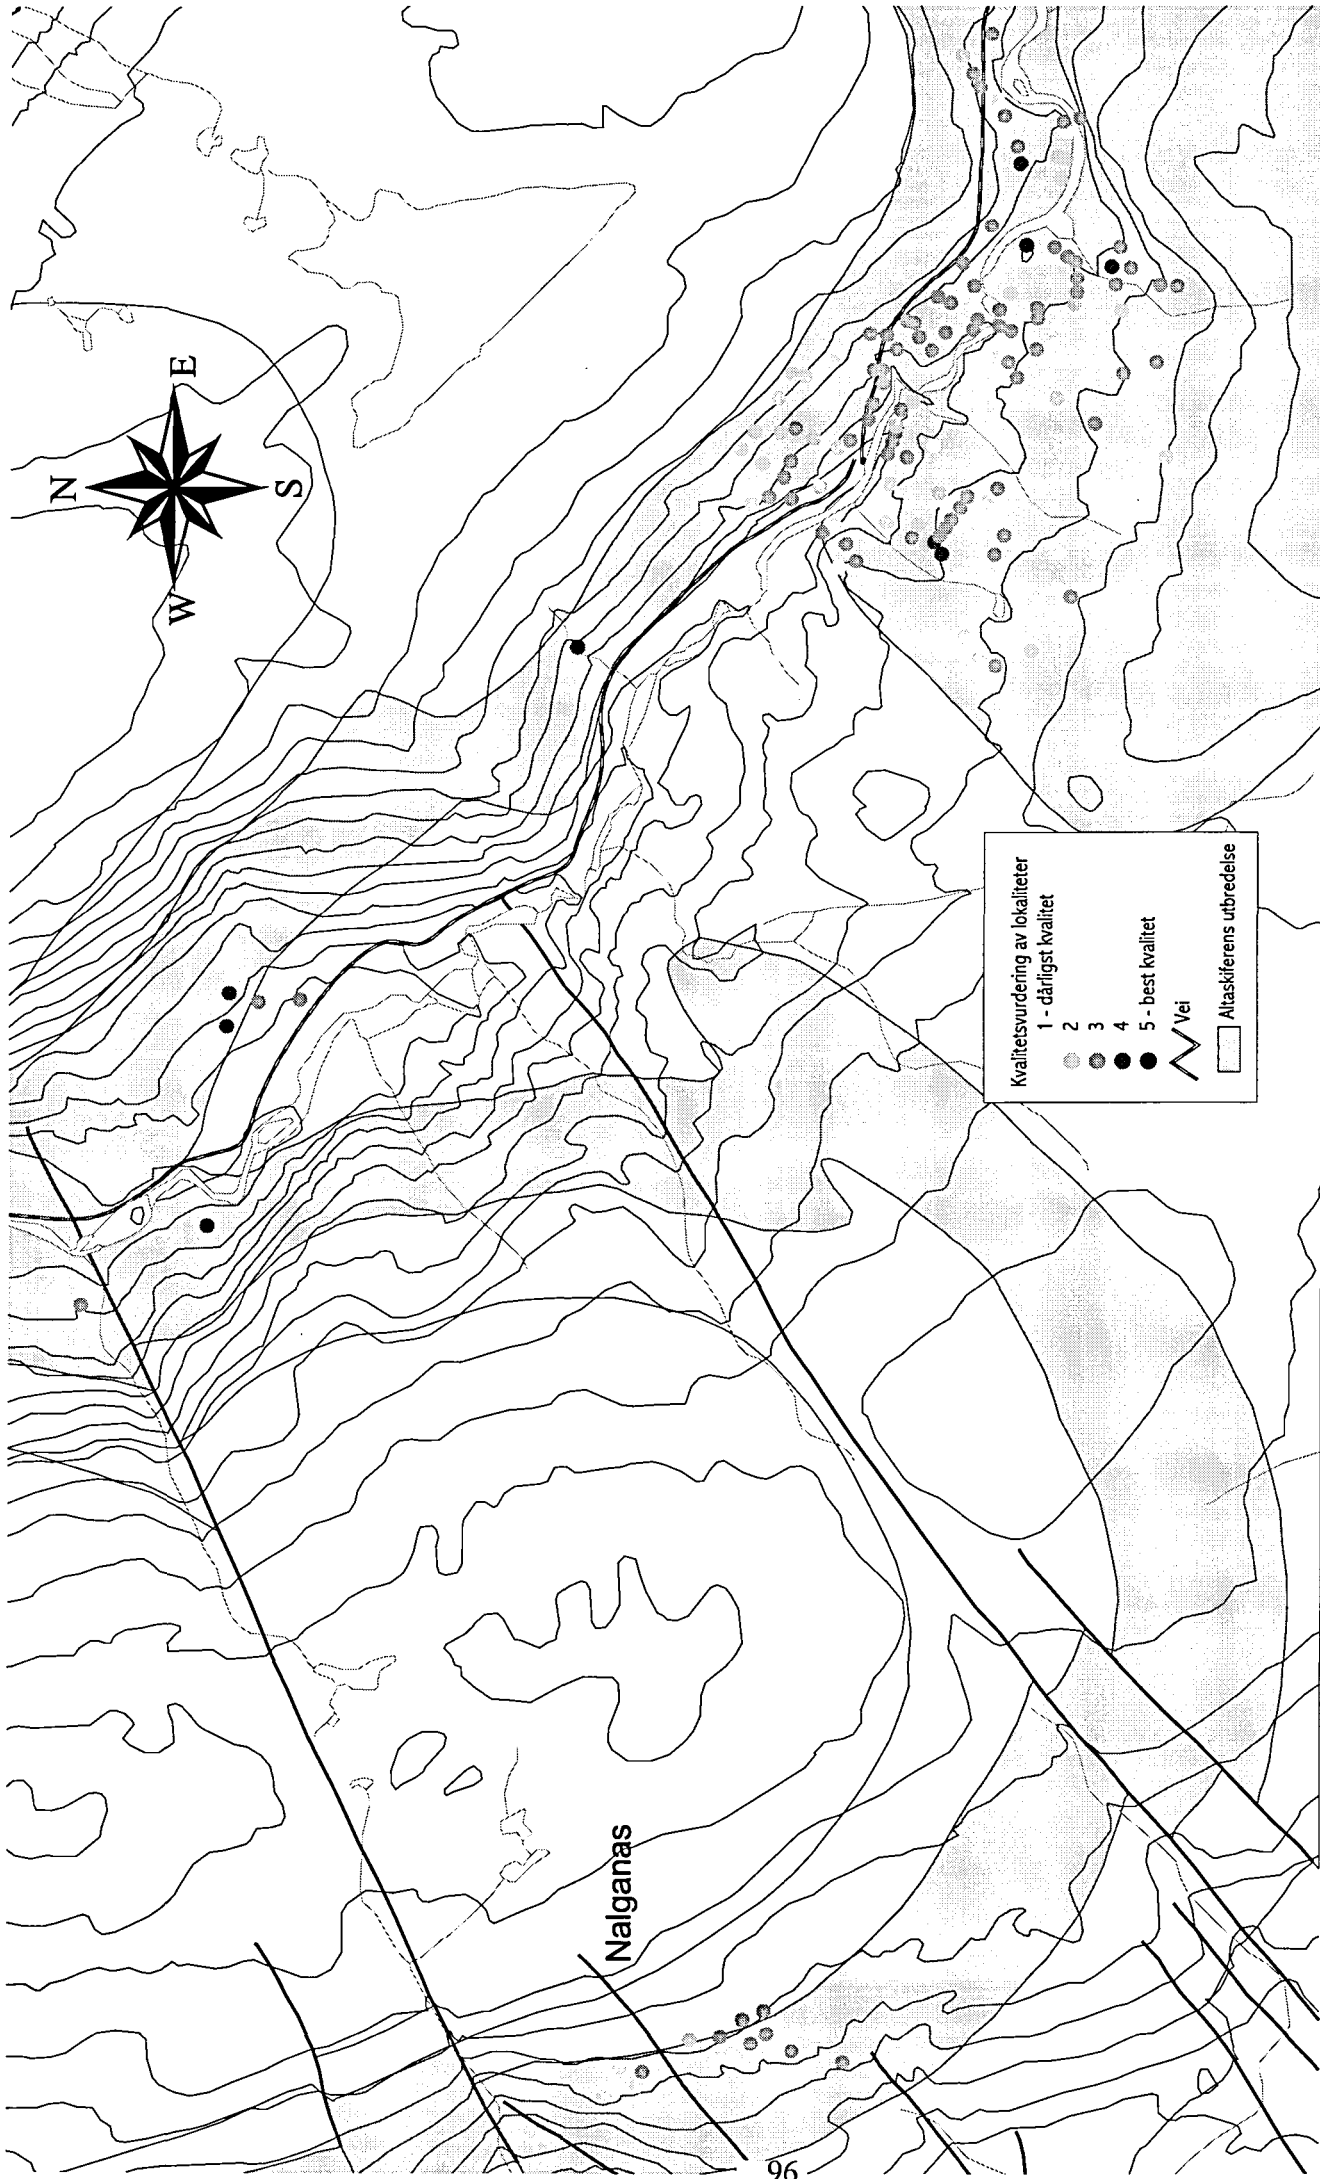 N
W
E
S
Nalganas
Kvalitetsvurdering av lokaliteter
1 - dårligst kvalitet
2
3
4
5 - best kvalitet
Vei
Altaskiferens utbredelse
96